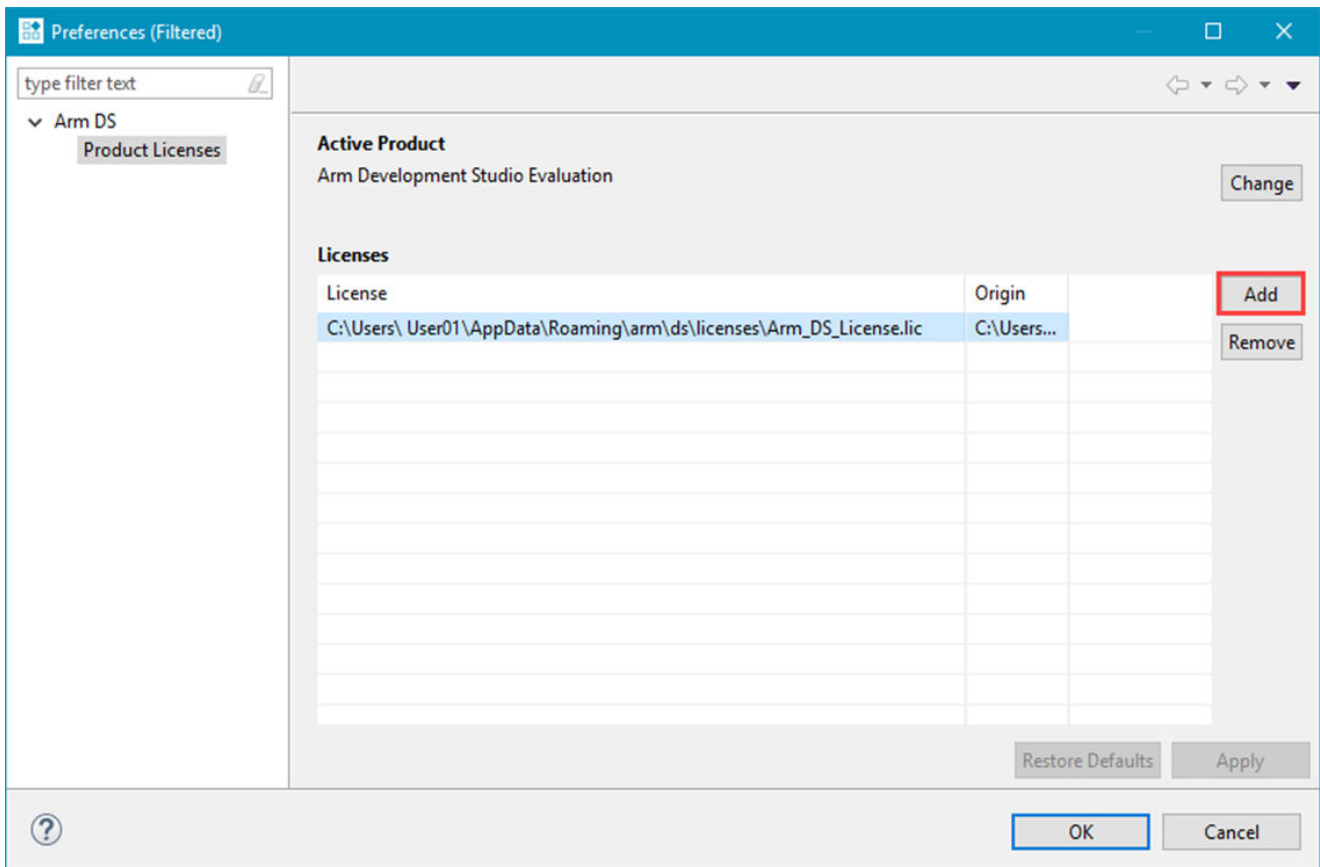 Preferences (Filtered)
type filter text
Arm DS
Product Licenses
Active Product
Arm Development Studio Evaluation
Change
Licenses
License Origin
Add
C:\Users\ User01\AppData\Roaming\arm\ds\licenses\Arm_DS_License.lic C:\Users...
Remove
Restore Defaults Apply
OK Cancel